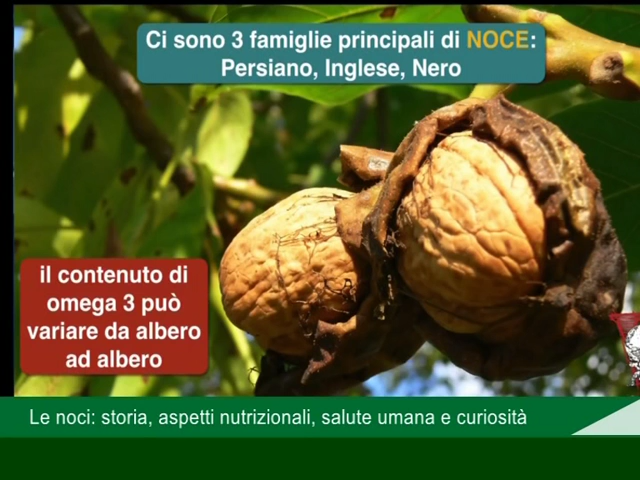 Ci sono 3 famiglie principali di NOCE:
Persiano, Inglese, Nero
il contenuto di
omega 3 può
variare da albero
ad albero
Le noci: storia, aspetti nutrizionali, salute umana e curiosità